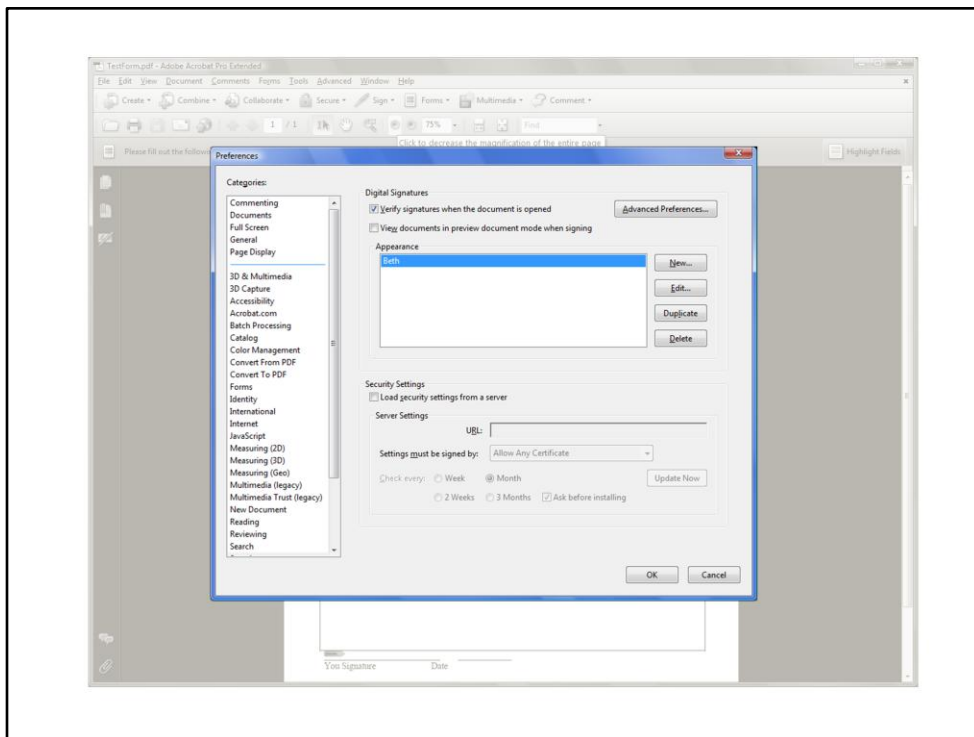 TestForm.pdf - Adobe Acrobat Pro Extended
File Edit View Document Comments Forms Tools Advanced Window Help
Create Combine Collaborate Secure Sign Forms Multimedia Comment
1 / 1 75% Find
Click to decrease the magnification of the entire page
Please fill out the follow
Highlight Fields
Preferences
Categories:
Commenting
Documents
Full Screen
General
Page Display
3D & Multimedia
3D Capture
Accessibility
Acrobat.com
Batch Processing
Catalog
Color Management
Convert From PDF
Convert To PDF
Forms
Identity
International
Internet
JavaScript
Measuring (2D)
Measuring (3D)
Measuring (Geo)
Multimedia (legacy)
Multimedia Trust (legacy)
New Document
Reading
Reviewing
Search
Digital Signatures
Verify signatures when the document is opened
Advanced Preferences...
View documents in preview document mode when signing
Appearance
Beth
New...
Edit...
Duplicate
Delete
Security Settings
Load security settings from a server
Server Settings
URL:
Settings must be signed by: Allow Any Certificate
Check every: Week Month Update Now
2 Weeks 3 Months Ask before installing
OK Cancel
You Signature Date